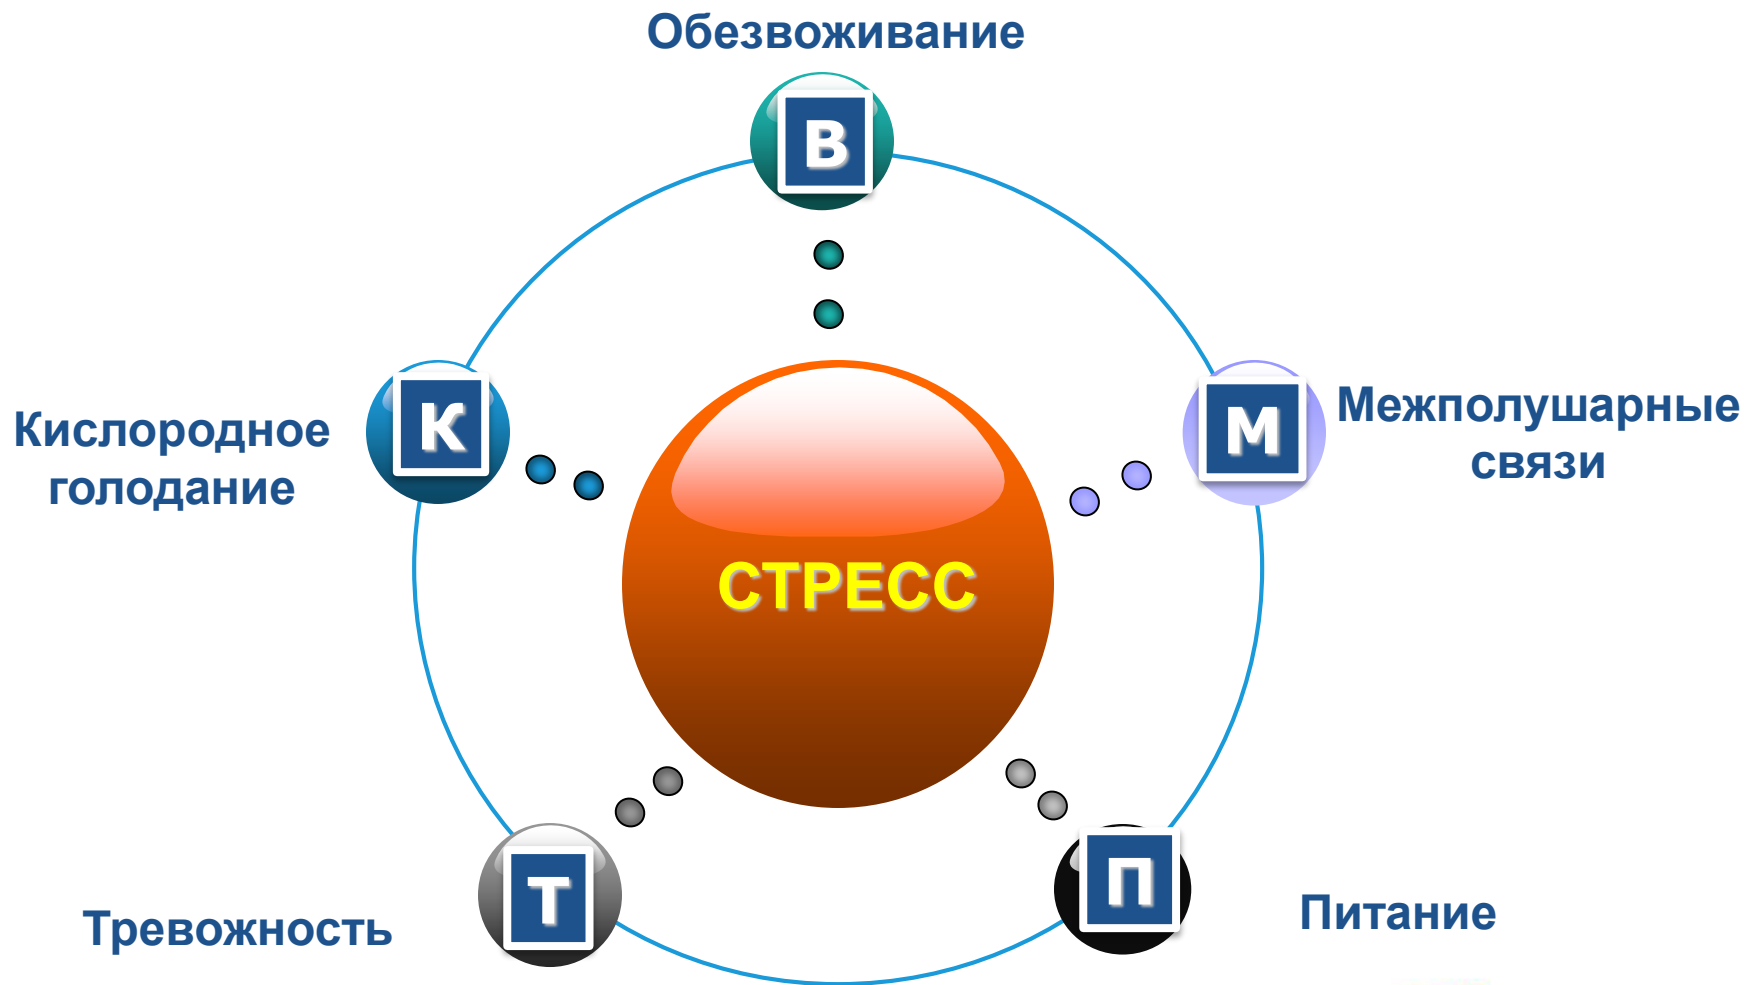 Обезвоживание
В
К
Кислородное
голодание
М
Межполушарные
связи
СТРЕСС
Т
Тревожность
П
Питание